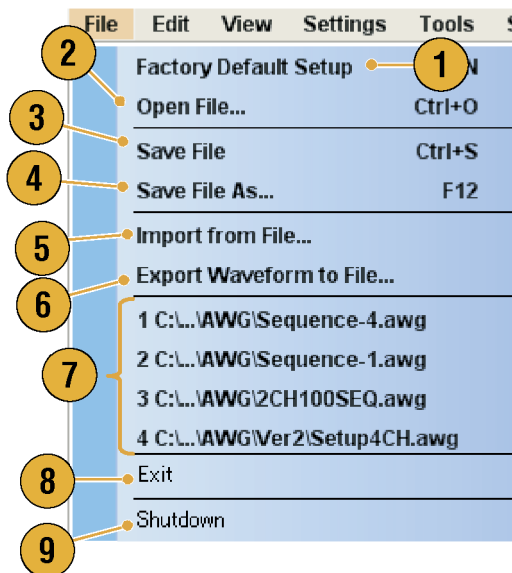 File Edit View Settings Tools S
2
Factory Default Setup 1 N
Open File... Ctrl+O
3
Save File Ctrl+S
4
Save File As... F12
5
Import from File...
6
Export Waveform to File...
1 C:\...\AWG\Sequence-4.awg
2 C:\...\AWG\Sequence-1.awg
7
3 C:\...\AWG\2CH100SEQ.awg
4 C:\...\AWG\Ver2\Setup4CH.awg
8
Exit
9
Shutdown